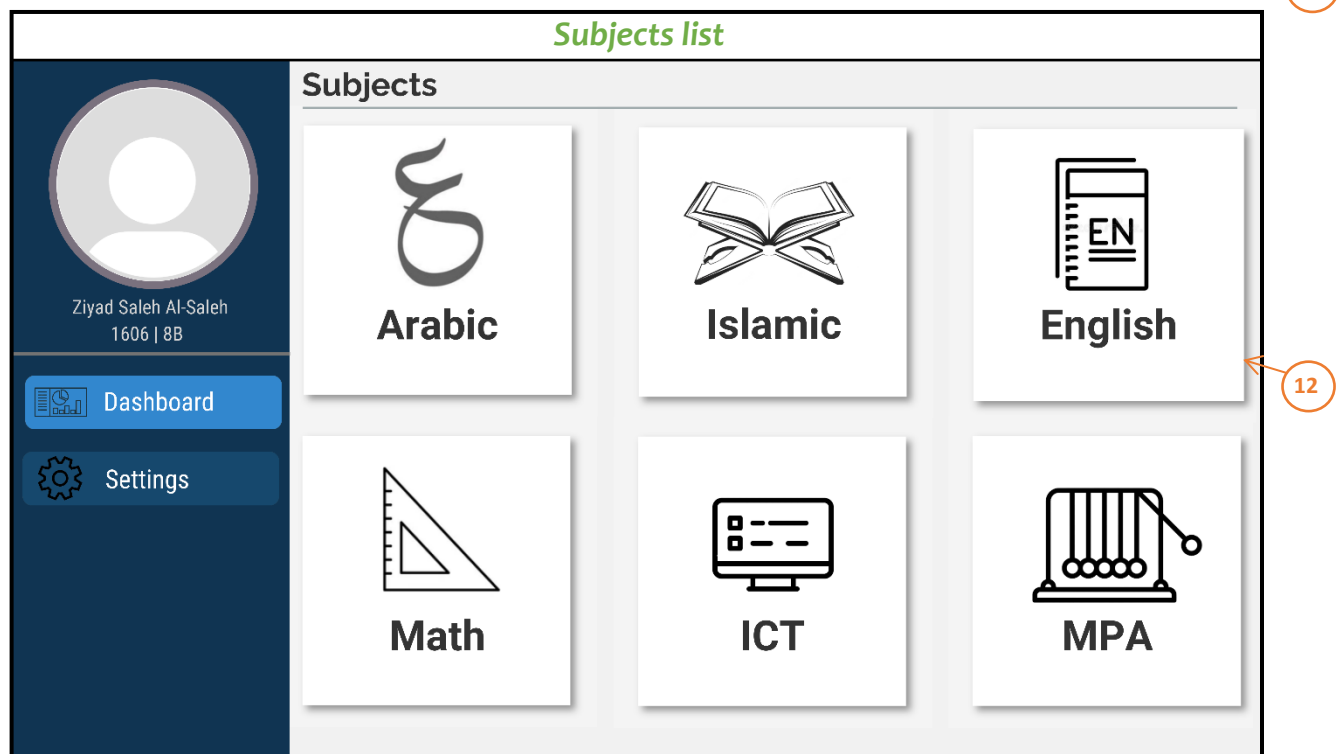 Subjects list
Subjects
Ziyad Saleh Al-Saleh
1606 | 8B
Dashboard
Settings
ع
Arabic
Islamic
EN
English
12
Math
ICT
MPA